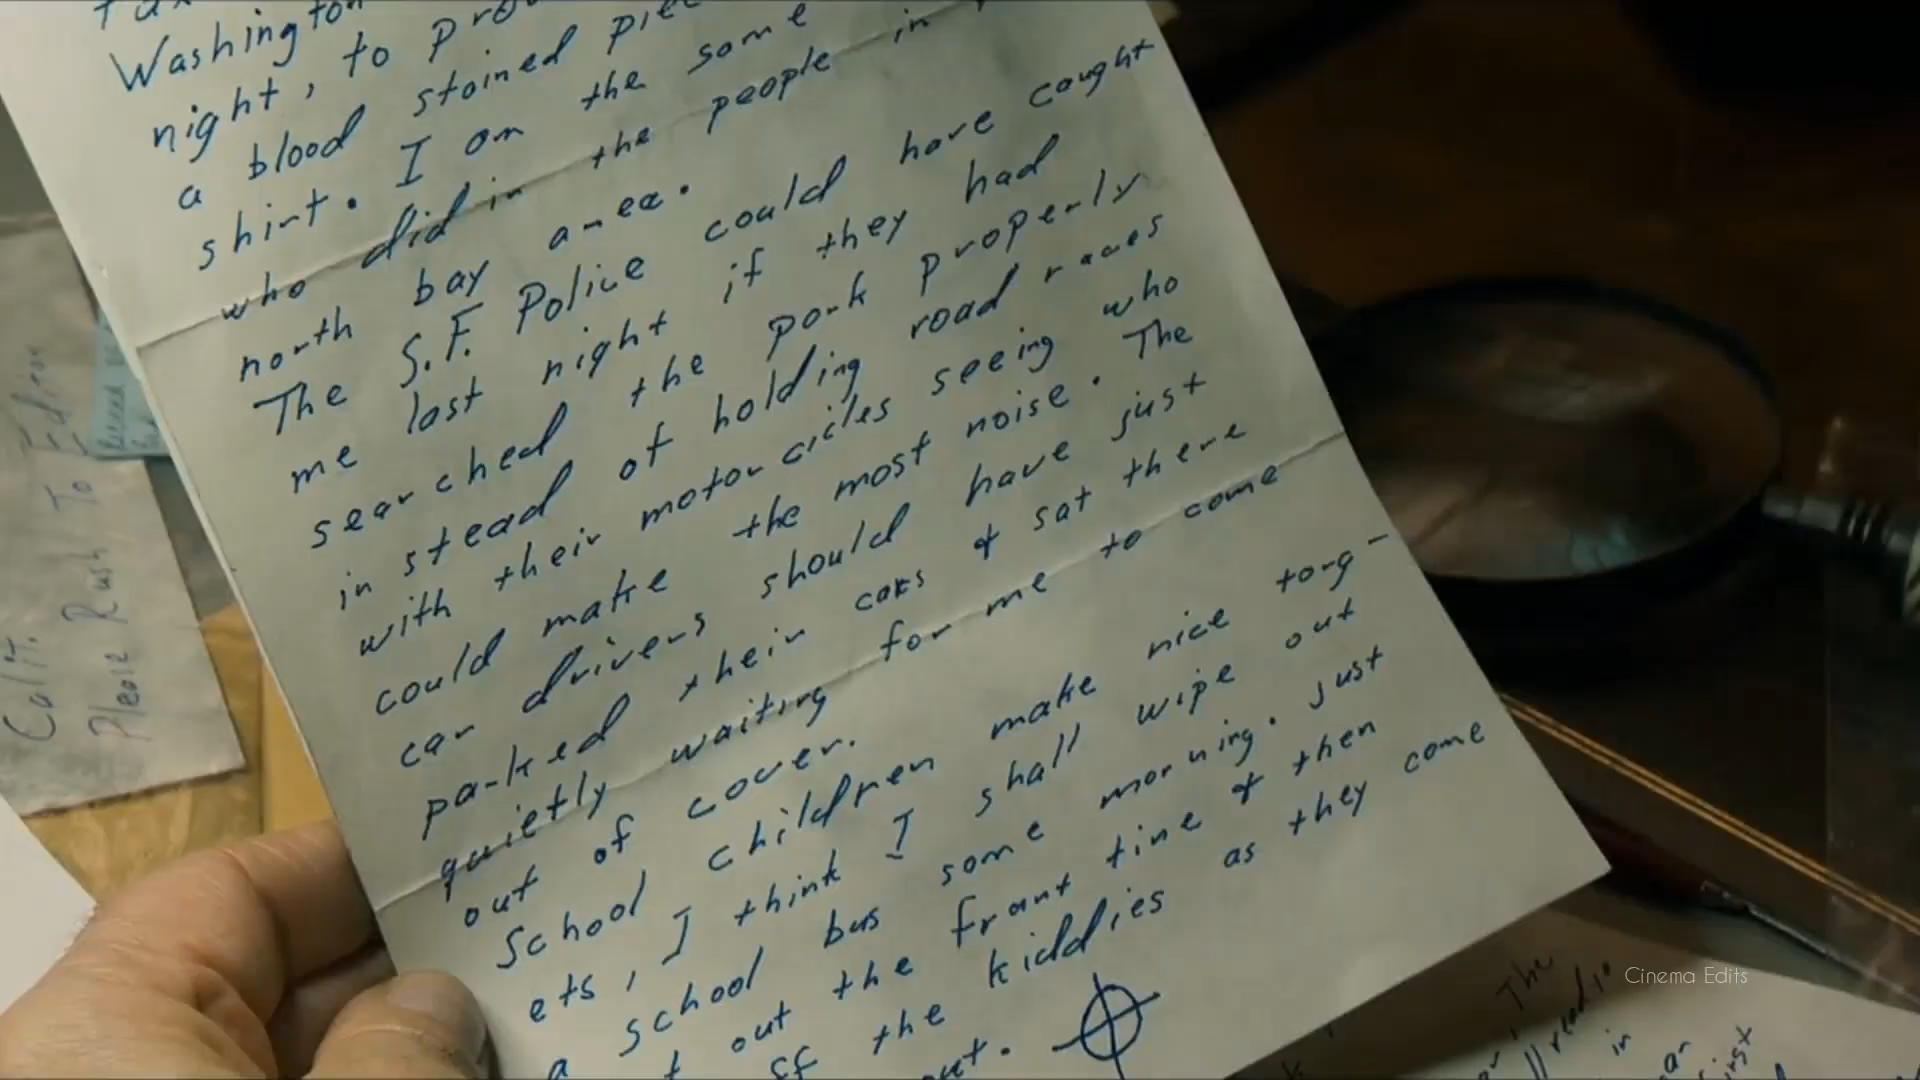 Washington
night, to
a blood stained
shirt. I am the same
who did in the people in
north bay area.
The S.F. Police could have caught
me last night if they had
searched the park properly
in stead of holding road races
with their motorcicles seeing who
could make the most noise. The
car drivers should have just
parked their cars & sat there
quietly waiting for me to come
out of cover.
School children make nice torg-
ets, I think I shall wipe out
a school bus some morning. just
out the frant tire & then
the kiddies as they come
out.
Calif.
Please Rush To Editor
The
in
Cinema Edits